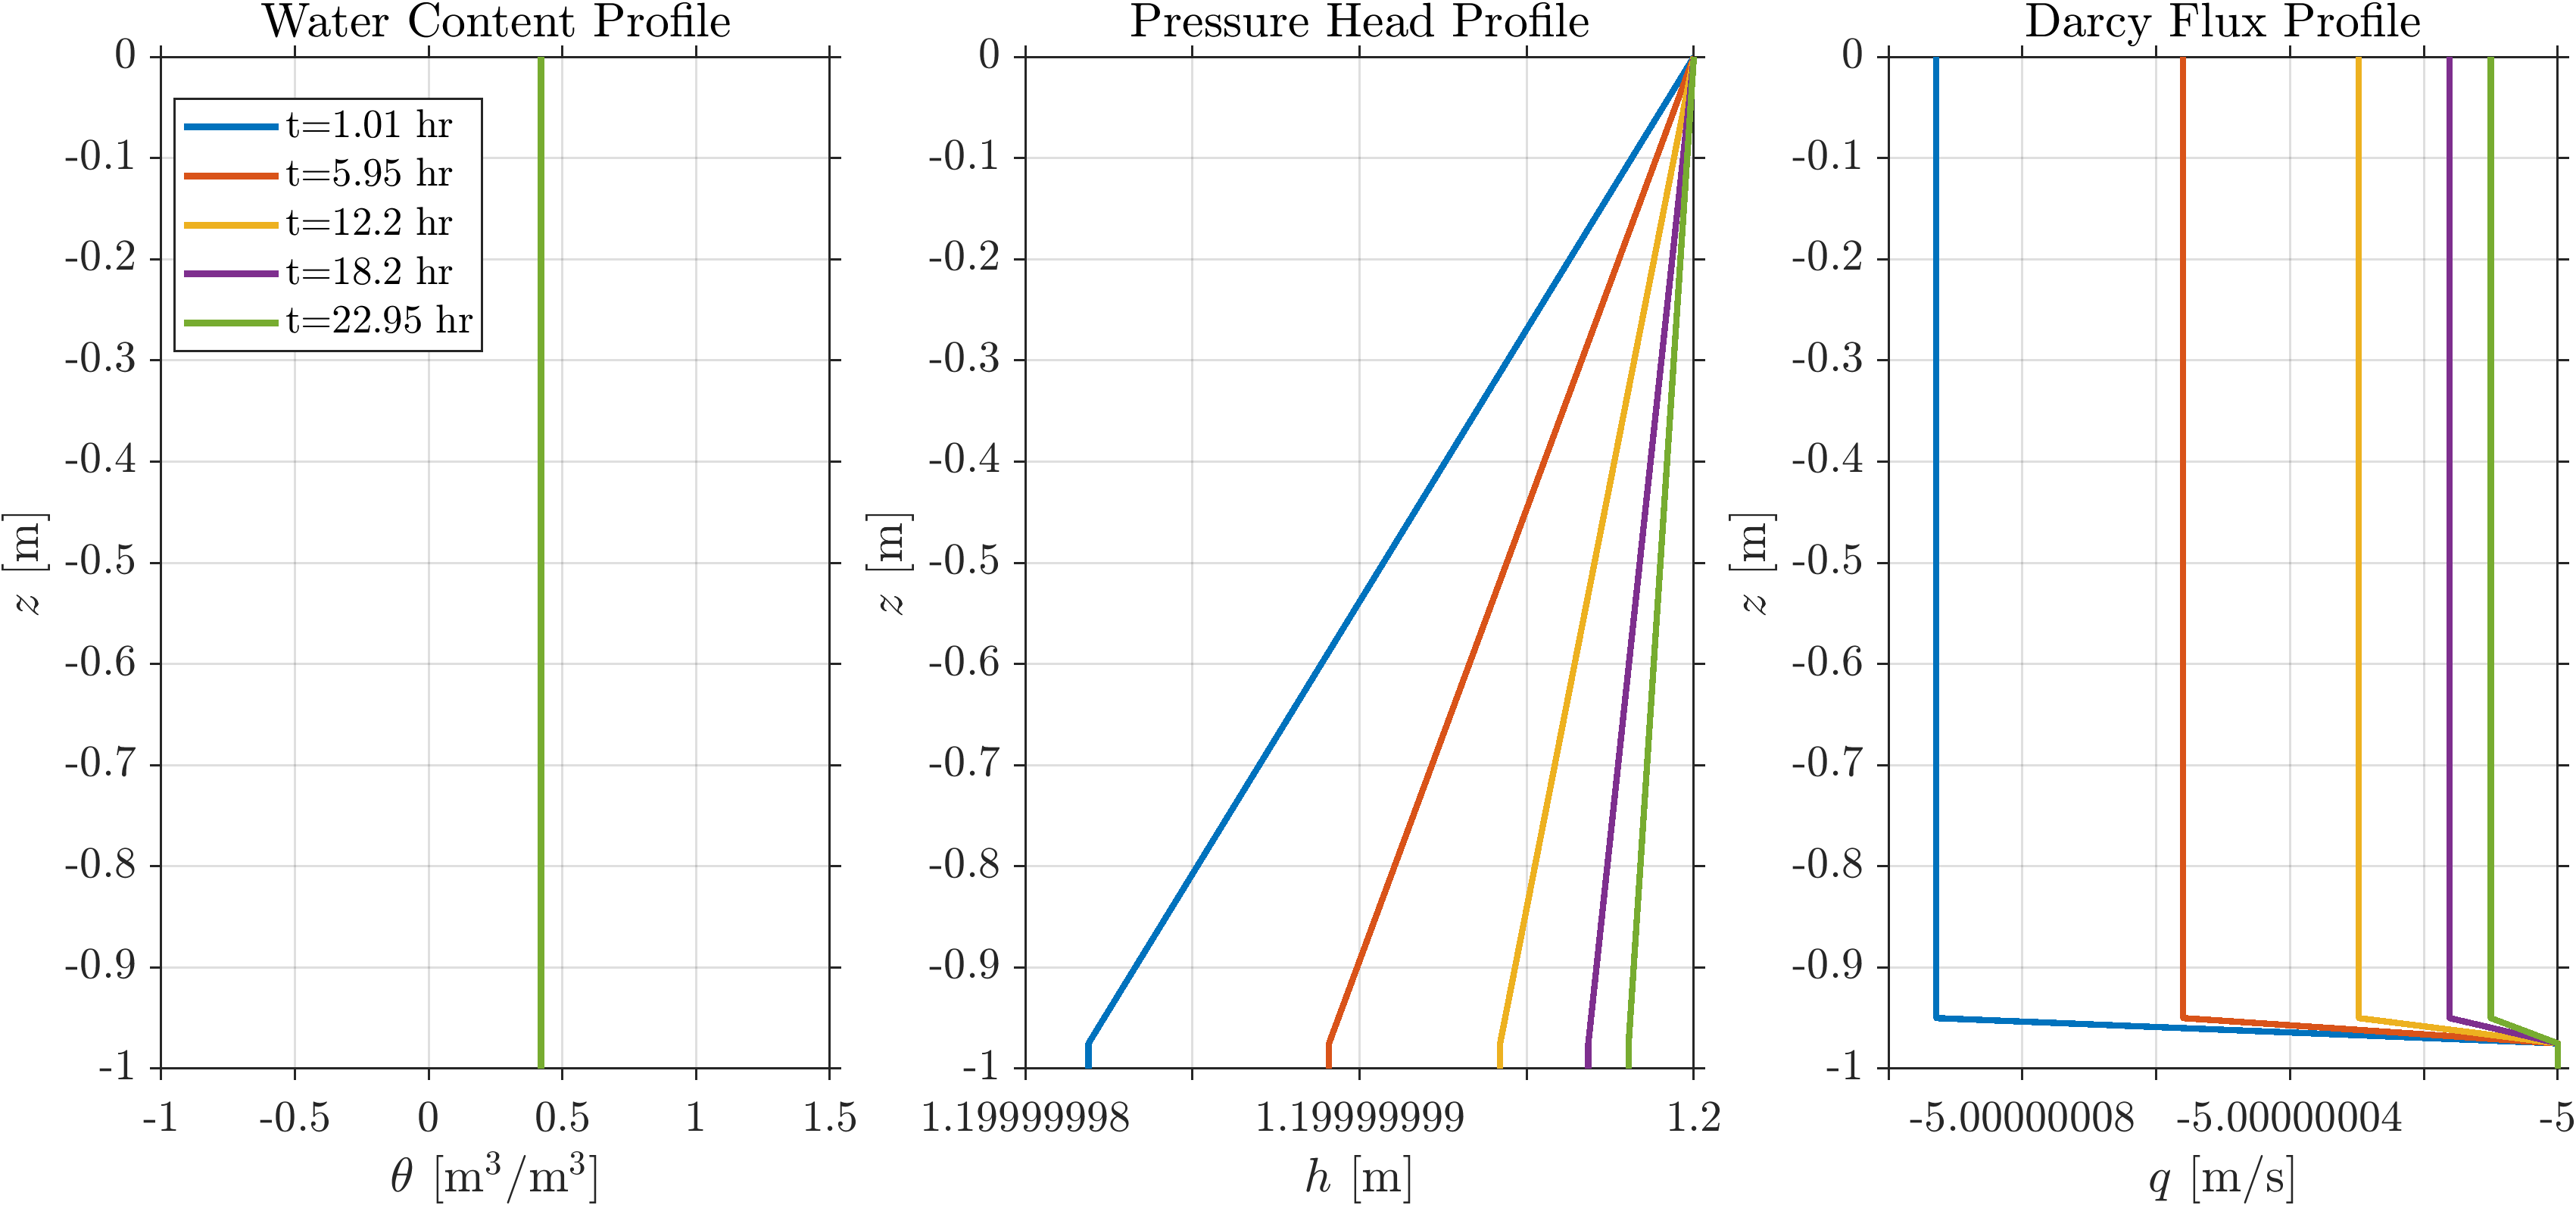 Water Content Profile
0
-0.1
-0.2
-0.3
-0.4
-0.5
-0.6
-0.7
-0.8
-0.9
-1
z [m]
t=1.01 hr
t=5.95 hr
t=12.2 hr
t=18.2 hr
t=22.95 hr
-1 -0.5 0 0.5 1 1.5
θ [m³/m³]
Pressure Head Profile
0
-0.1
-0.2
-0.3
-0.4
-0.5
-0.6
-0.7
-0.8
-0.9
-1
z [m]
1.19999998 1.19999999 1.2
h [m]
Darcy Flux Profile
0
-0.1
-0.2
-0.3
-0.4
-0.5
-0.6
-0.7
-0.8
-0.9
-1
z [m]
-5.00000008 -5.00000004 -5
q [m/s]